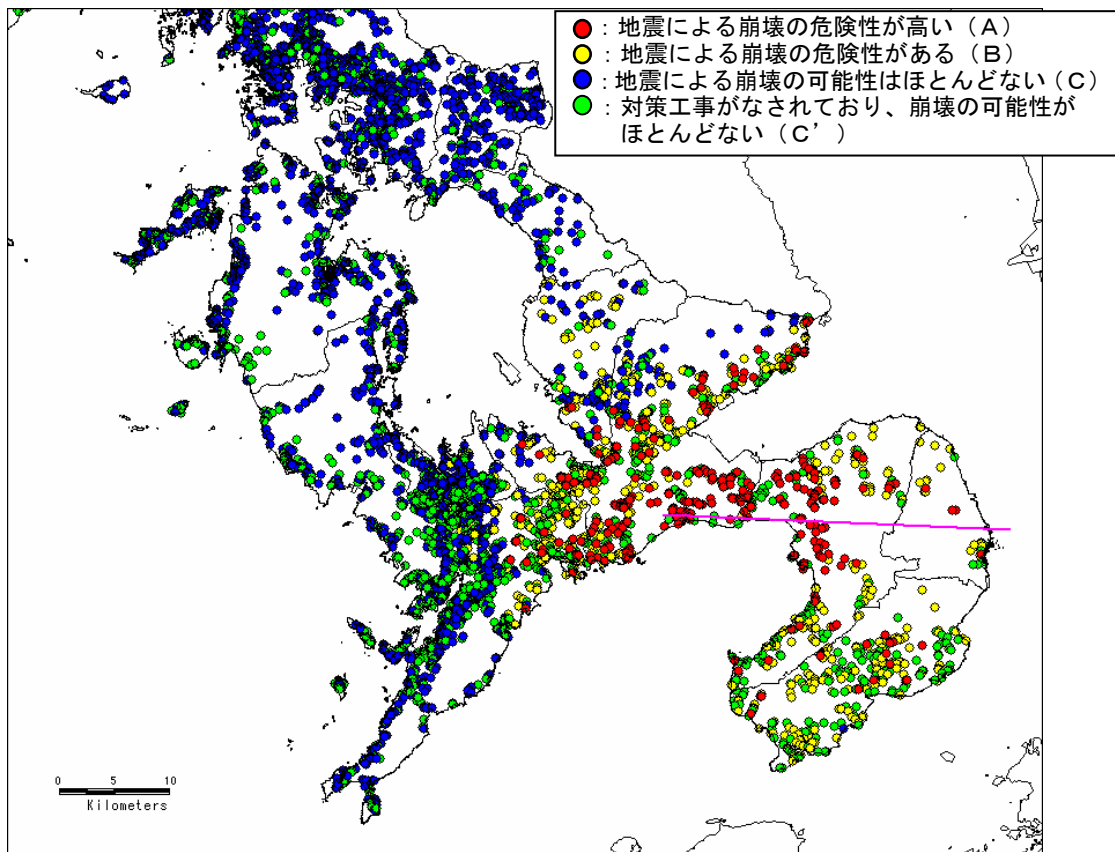 ：地震による崩壊の危険性が高い（Ａ）
：地震による崩壊の危険性がある（Ｂ）
：地震による崩壊の可能性はほとんどない（Ｃ）
：対策工事がなされており、崩壊の可能性が
ほとんどない（Ｃ’）
0 5 10
Kilometers